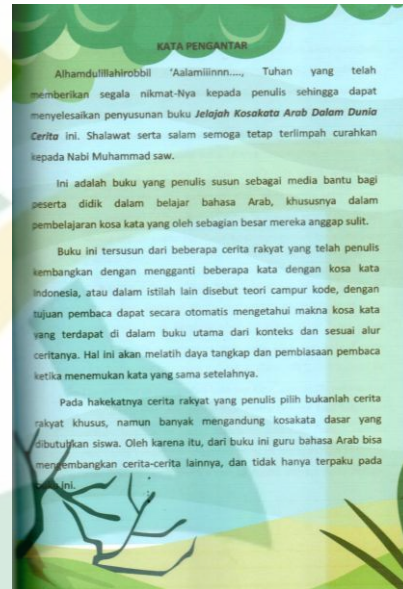 KATA PENGANTAR
Alhamdulillahirobbil 'Aalamiiinnn...., Tuhan yang telah
memberikan segala nikmat-Nya kepada penulis sehingga dapat
menyelesaikan penyusunan buku Jelajah Kosakata Arab Dalam Dunia
Cerita ini. Shalawat serta salam semoga tetap terlimpah curahkan
kepada Nabi Muhammad saw.
Ini adalah buku yang penulis susun sebagai media bantu bagi
peserta didik dalam belajar bahasa Arab, khususnya dalam
pembelajaran kosa kata yang oleh sebagian besar mereka anggap sulit.
Buku ini tersusun dari beberapa cerita rakyat yang telah penulis
kembangkan dengan mengganti beberapa kata dengan kosa kata
Indonesia, atau dalam istilah lain disebut teori campur kode, dengan
tujuan pembaca dapat secara otomatis mengetahui makna kosa kata
yang terdapat di dalam buku utama dari konteks dan sesuai alur
ceritanya. Hal ini akan melatih daya tangkap dan pembiasaan pembaca
ketika menemukan kata yang sama setelahnya.
Pada hakekatnya cerita rakyat yang penulis pilih bukanlah cerita
rakyat khusus, namun banyak mengandung kosakata dasar yang
dibutuhkan siswa. Oleh karena itu, dari buku ini guru bahasa Arab bisa
mengembangkan cerita-cerita lainnya, dan tidak hanya terpaku pada
ini.